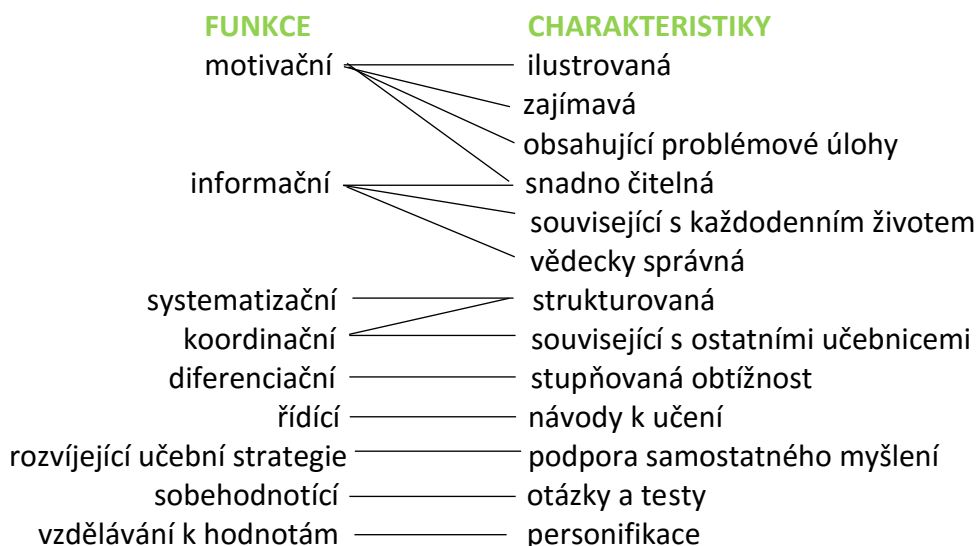 FUNKCE CHARAKTERISTIKY
motivační ilustrovaná
zajímavá
obsahující problémové úlohy
informační snadno čitelná
související s každodenním životem
vědecky správná
systematizační strukturovaná
koordinační související s ostatními učebnicemi
diferenciační stupňovaná obtížnost
řídící návody k učení
rozvíjející učební strategie podpora samostatného myšlení
sobehodnotící otázky a testy
vzdělávání k hodnotám personifikace